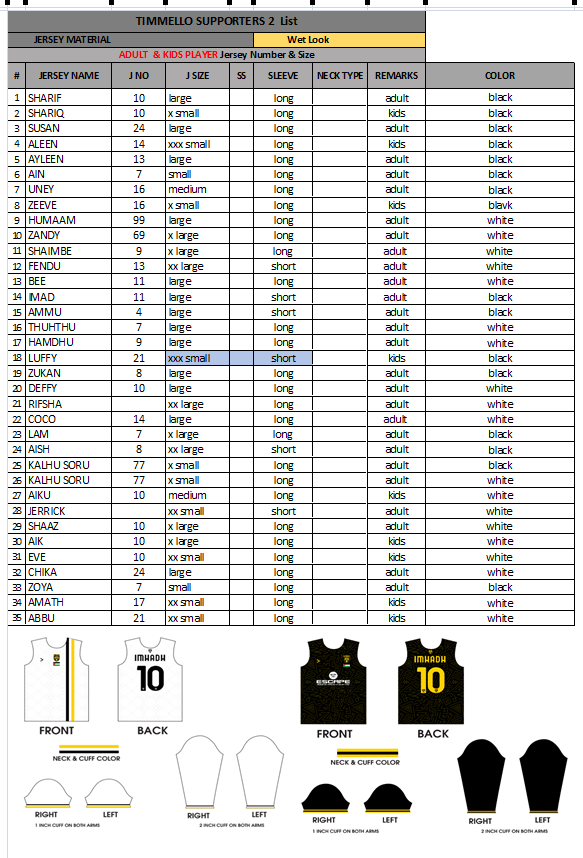 TIMMELLO SUPPORTERS 2 List
JERSEY MATERIAL Wet Look
ADULT & KIDS PLAYER Jersey Number & Size
# JERSEY NAME J NO J SIZE SS SLEEVE NECK TYPE REMARKS COLOR
1 SHARIF 10 large long adult black
2 SHARIQ 10 x small long kids black
3 SUSAN 24 large long adult black
4 ALEEN 14 xxx small long kids black
5 AYLEEN 13 large long adult black
6 AIN 7 small long adult black
7 UNEY 16 medium long adult black
8 ZEEVE 16 x small long kids blavk
9 HUMAAM 99 large long adult white
10 ZANDY 69 x large long adult white
11 SHAIMBE 9 x large long adult white
12 FENDU 13 xx large short adult white
13 BEE 11 large long adult white
14 IMAD 11 large short adult black
15 AMMU 4 large short adult black
16 THUHTHU 7 large long adult white
17 HAMDHU 9 large long adult white
18 LUFFY 21 xxx small short kids black
19 ZUKAN 8 large long adult black
20 DEFFY 10 large long adult white
21 RIFSHA xx large long adult white
22 COCO 14 large long adult white
23 LAM 7 x large long adult black
24 AISH 8 xx large short adult black
25 KALHU SORU 77 x small long adult black
26 KALHU SORU 77 x small long adult white
27 AIKU 10 medium long kids white
28 JERRICK xx small short adult white
29 SHAAZ 10 x large long adult white
30 AIK 10 x large long kids white
31 EVE 10 xx small long kids white
32 CHIKA 24 large long adult white
33 ZOYA 7 small long adult black
34 AMATH 17 xx small long kids white
35 ABBU 21 xx small long kids white
IMHADH IMHADH
10 ESCAPE 10
FRONT BACK FRONT BACK
NECK & CUFF COLOR NECK & CUFF COLOR
RIGHT LEFT RIGHT LEFT RIGHT LEFT RIGHT LEFT
1 INCH CUFF ON BOTH ARMS 2 INCH CUFF ON BOTH ARMS 1 INCH CUFF ON BOTH ARMS 2 INCH CUFF ON BOTH ARMS